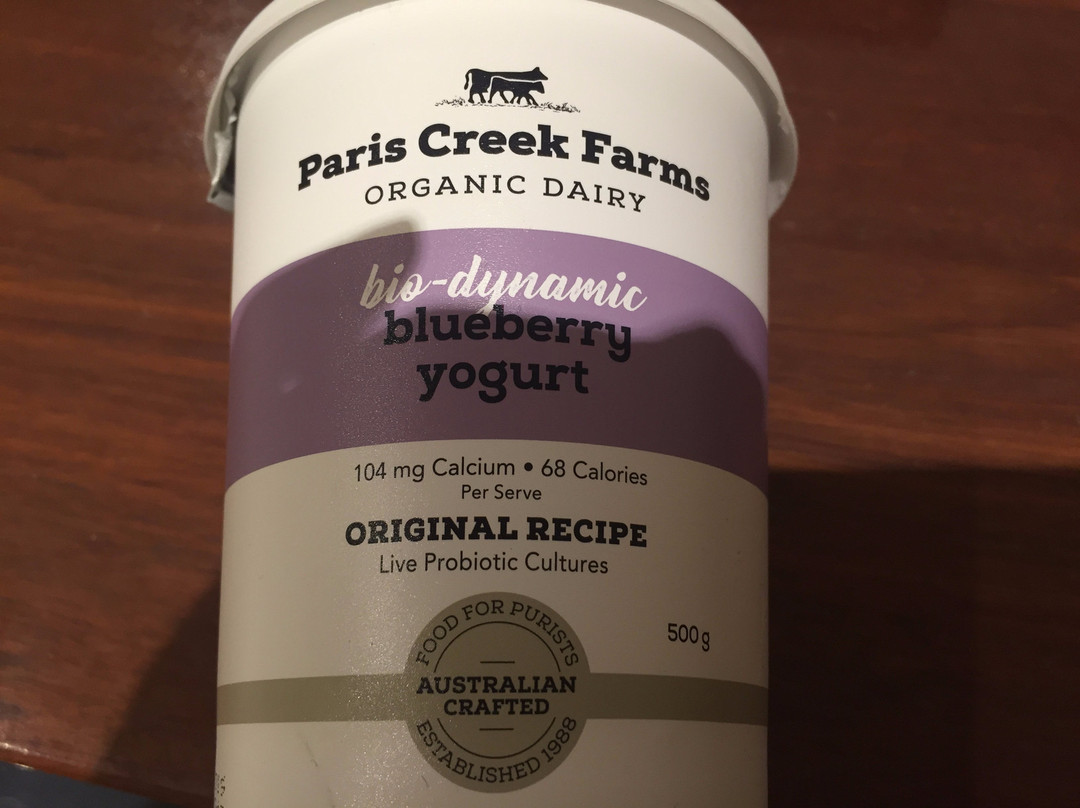 Paris Creek Farms
ORGANIC DAIRY
bio-dynamic
blueberry
yogurt
104 mg Calcium • 68 Calories
Per Serve
ORIGINAL RECIPE
Live Probiotic Cultures
500 g
FOOD FOR PURISTS
AUSTRALIAN
CRAFTED
ESTABLISHED 1988